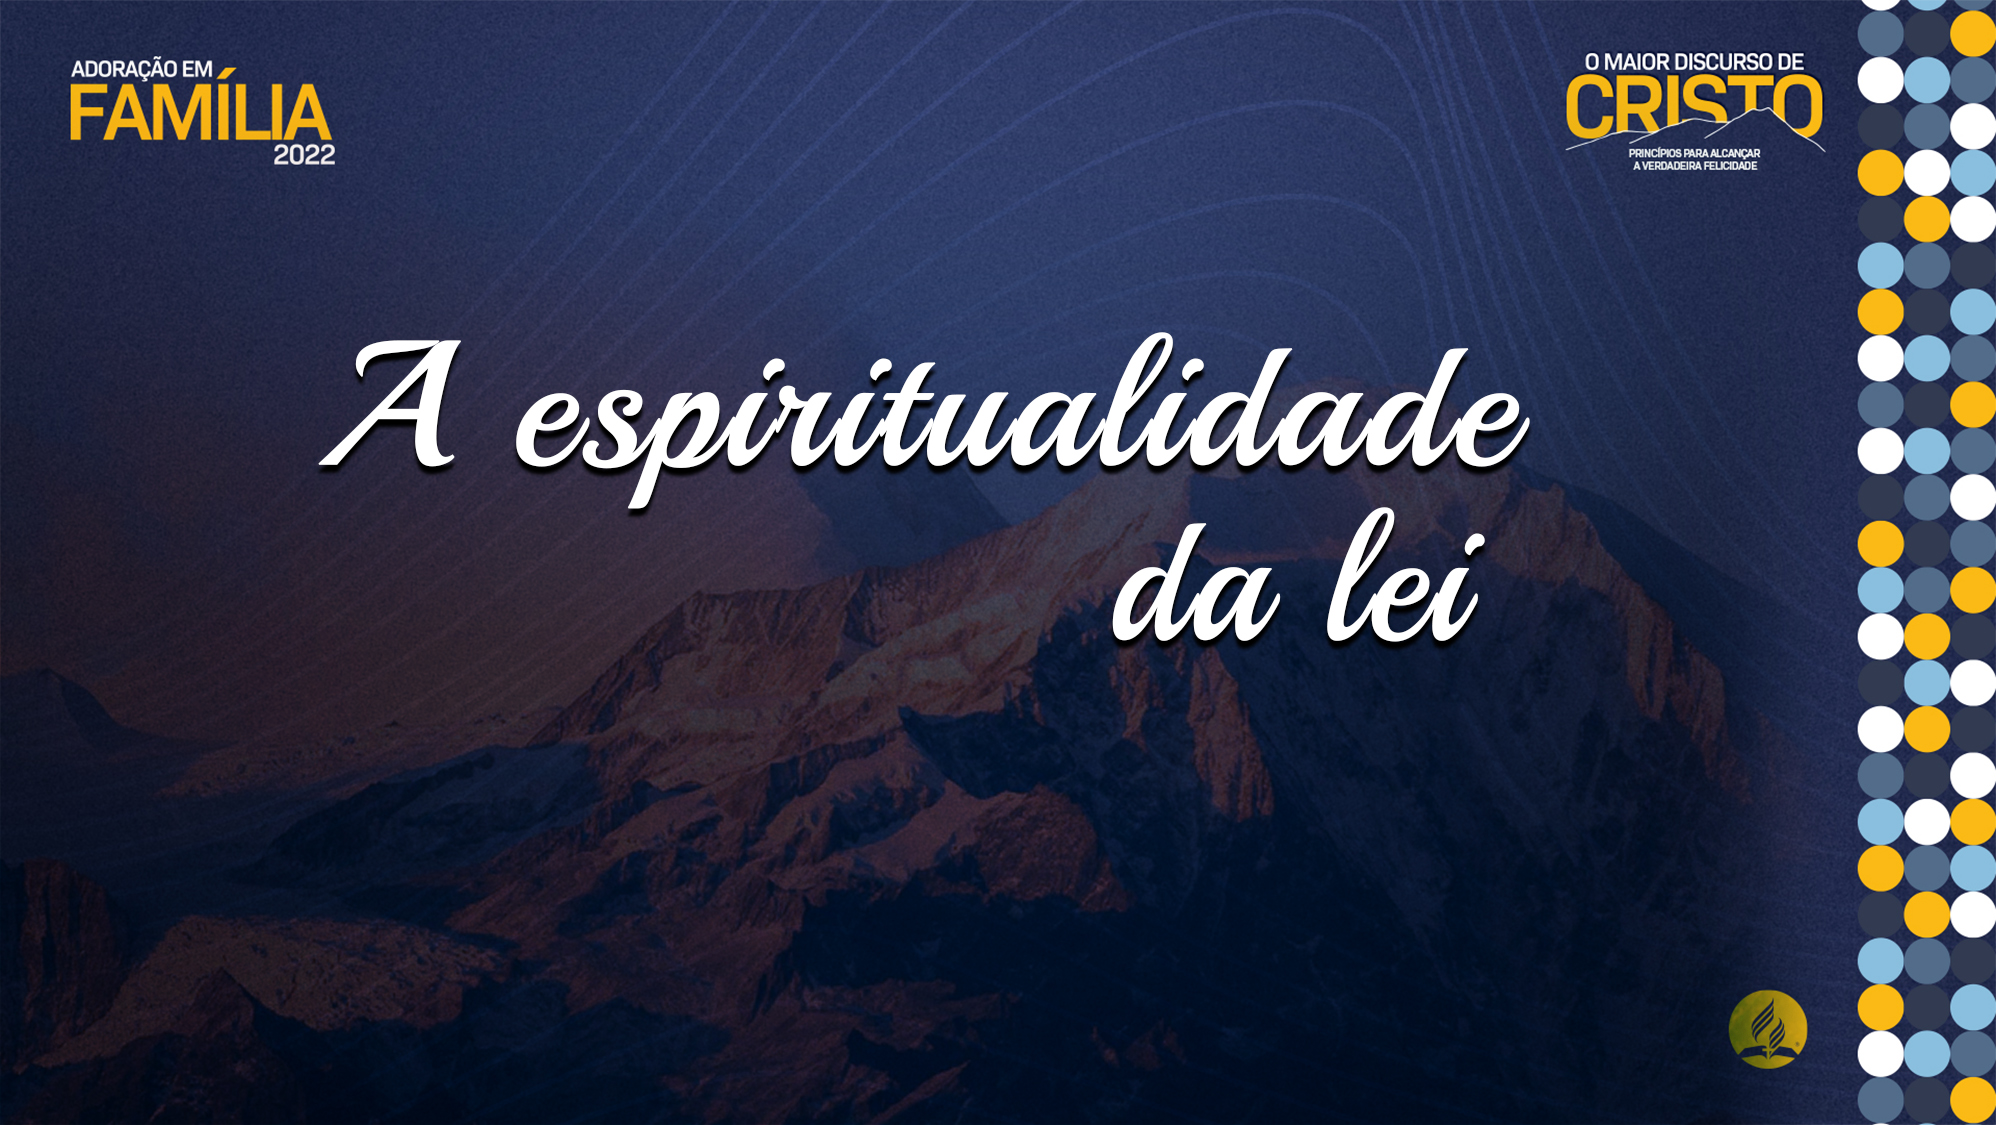 ADORAÇÃO EM
FAMÍLIA
2022
O MAIOR DISCURSO DE
CRISTO
PRINCÍPIOS PARA ALCANÇAR
A VERDADEIRA FELICIDADE
A espiritualidade
da lei